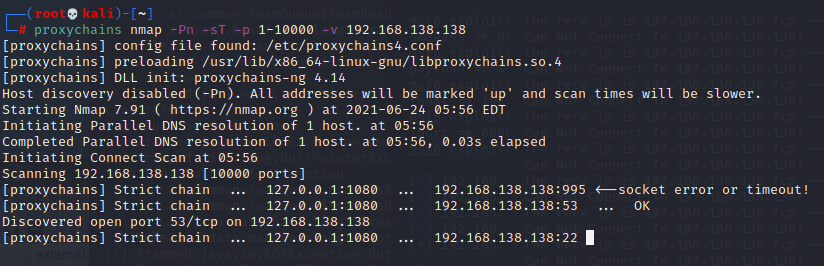 ┌──(root💀kali)-[~]
└─# proxychains nmap -Pn -sT -p 1-10000 -v 192.168.138.138
[proxychains] config file found: /etc/proxychains4.conf
[proxychains] preloading /usr/lib/x86_64-linux-gnu/libproxychains.so.4
[proxychains] DLL init: proxychains-ng 4.14
Host discovery disabled (-Pn). All addresses will be marked 'up' and scan times will be slower.
Starting Nmap 7.91 ( https://nmap.org ) at 2021-06-24 05:56 EDT
Initiating Parallel DNS resolution of 1 host. at 05:56
Completed Parallel DNS resolution of 1 host. at 05:56, 0.03s elapsed
Initiating Connect Scan at 05:56
Scanning 192.168.138.138 [10000 ports]
[proxychains] Strict chain ... 127.0.0.1:1080 ... 192.168.138.138:995 <--socket error or timeout!
[proxychains] Strict chain ... 127.0.0.1:1080 ... 192.168.138.138:53 ... OK
Discovered open port 53/tcp on 192.168.138.138
[proxychains] Strict chain ... 127.0.0.1:1080 ... 192.168.138.138:22